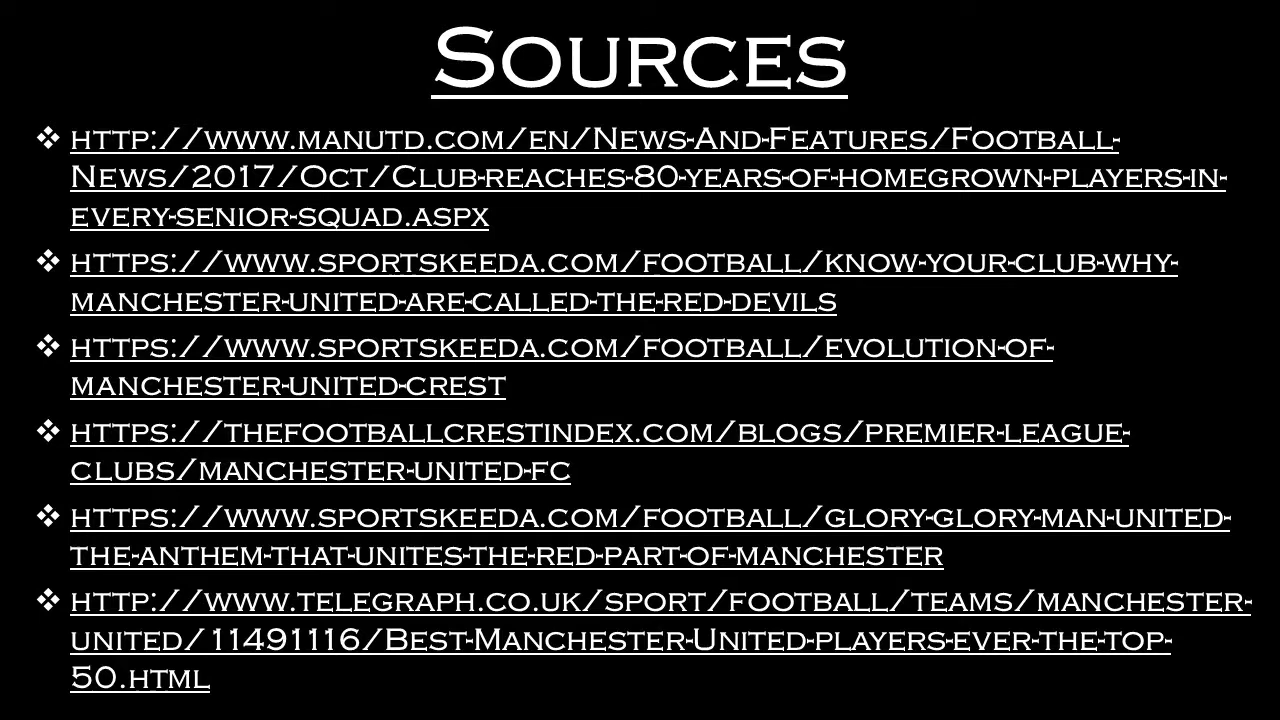 Sources
❖ http://www.manutd.com/en/News-And-Features/Football-
News/2017/Oct/Club-reaches-80-years-of-homegrown-players-in-
every-senior-squad.aspx
❖ https://www.sportskeeda.com/football/know-your-club-why-
manchester-united-are-called-the-red-devils
❖ https://www.sportskeeda.com/football/evolution-of-
manchester-united-crest
❖ https://thefootballcrestindex.com/blogs/premier-league-
clubs/manchester-united-fc
❖ https://www.sportskeeda.com/football/glory-glory-man-united-
the-anthem-that-unites-the-red-part-of-manchester
❖ http://www.telegraph.co.uk/sport/football/teams/manchester-
united/11491116/Best-Manchester-United-players-ever-the-top-
50.html